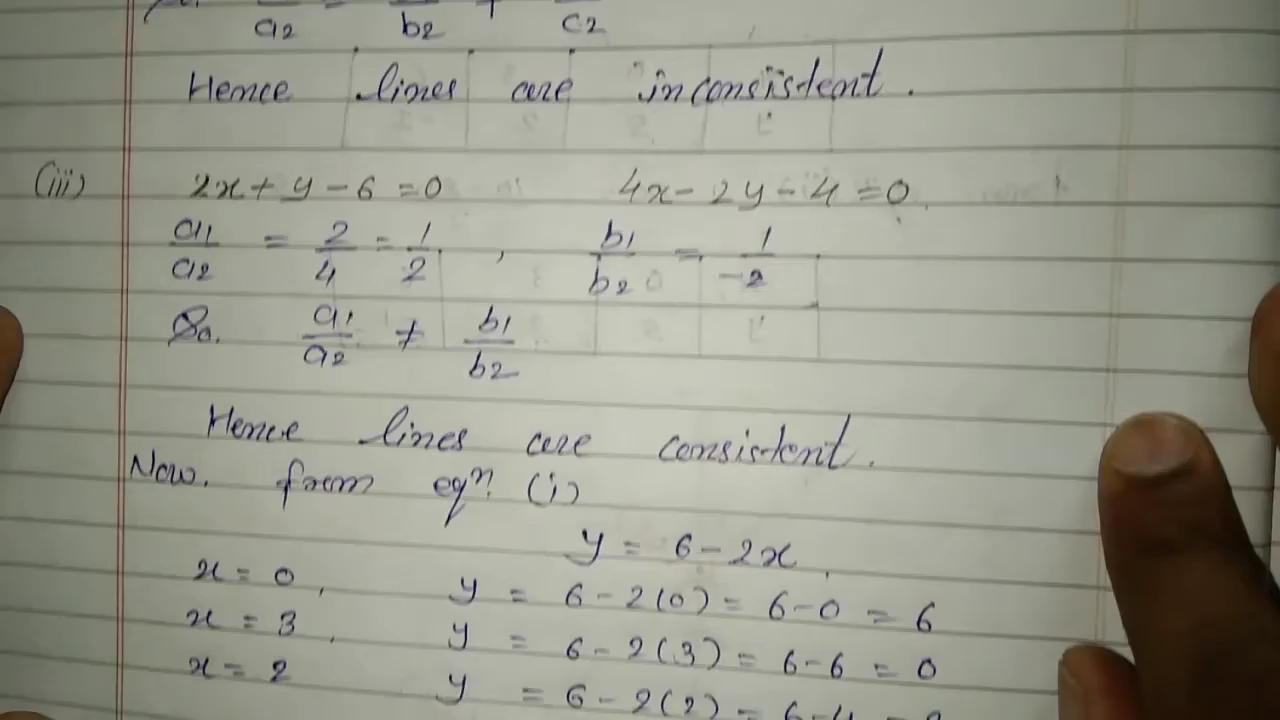 a2 b2 c2
Hence lines are inconsistent.
(iii) 2x + y - 6 = 0 4x - 2y - 4 = 0
a1/a2 = 2/4 = 1/2 , b1/b2 = 1/-2
So. a1/a2 ≠ b1/b2
Hence lines are consistent.
Now. from eqn. (i)
y = 6 - 2x
x = 0, y = 6 - 2(0) = 6 - 0 = 6
x = 3, y = 6 - 2(3) = 6 - 6 = 0
x = 2 y = 6 - 2(2) = 6 - 4 =